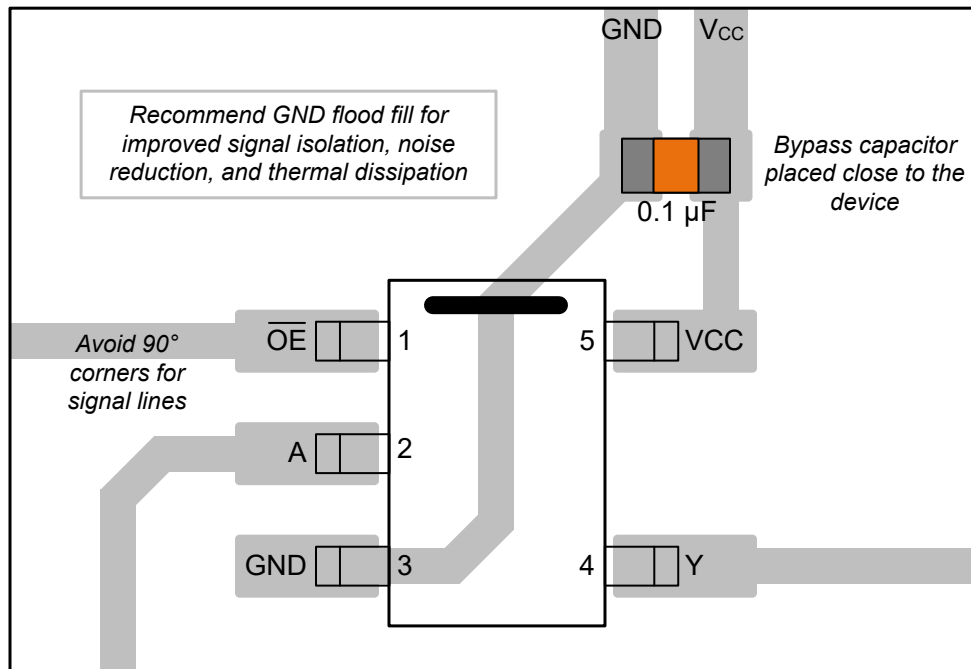 GND
VCC
Recommend GND flood fill for
improved signal isolation, noise
reduction, and thermal dissipation
Bypass capacitor
placed close to the
device
0.1 µF
O̅E̅
1
5
VCC
Avoid 90°
corners for
signal lines
A
2
GND
3
4
Y